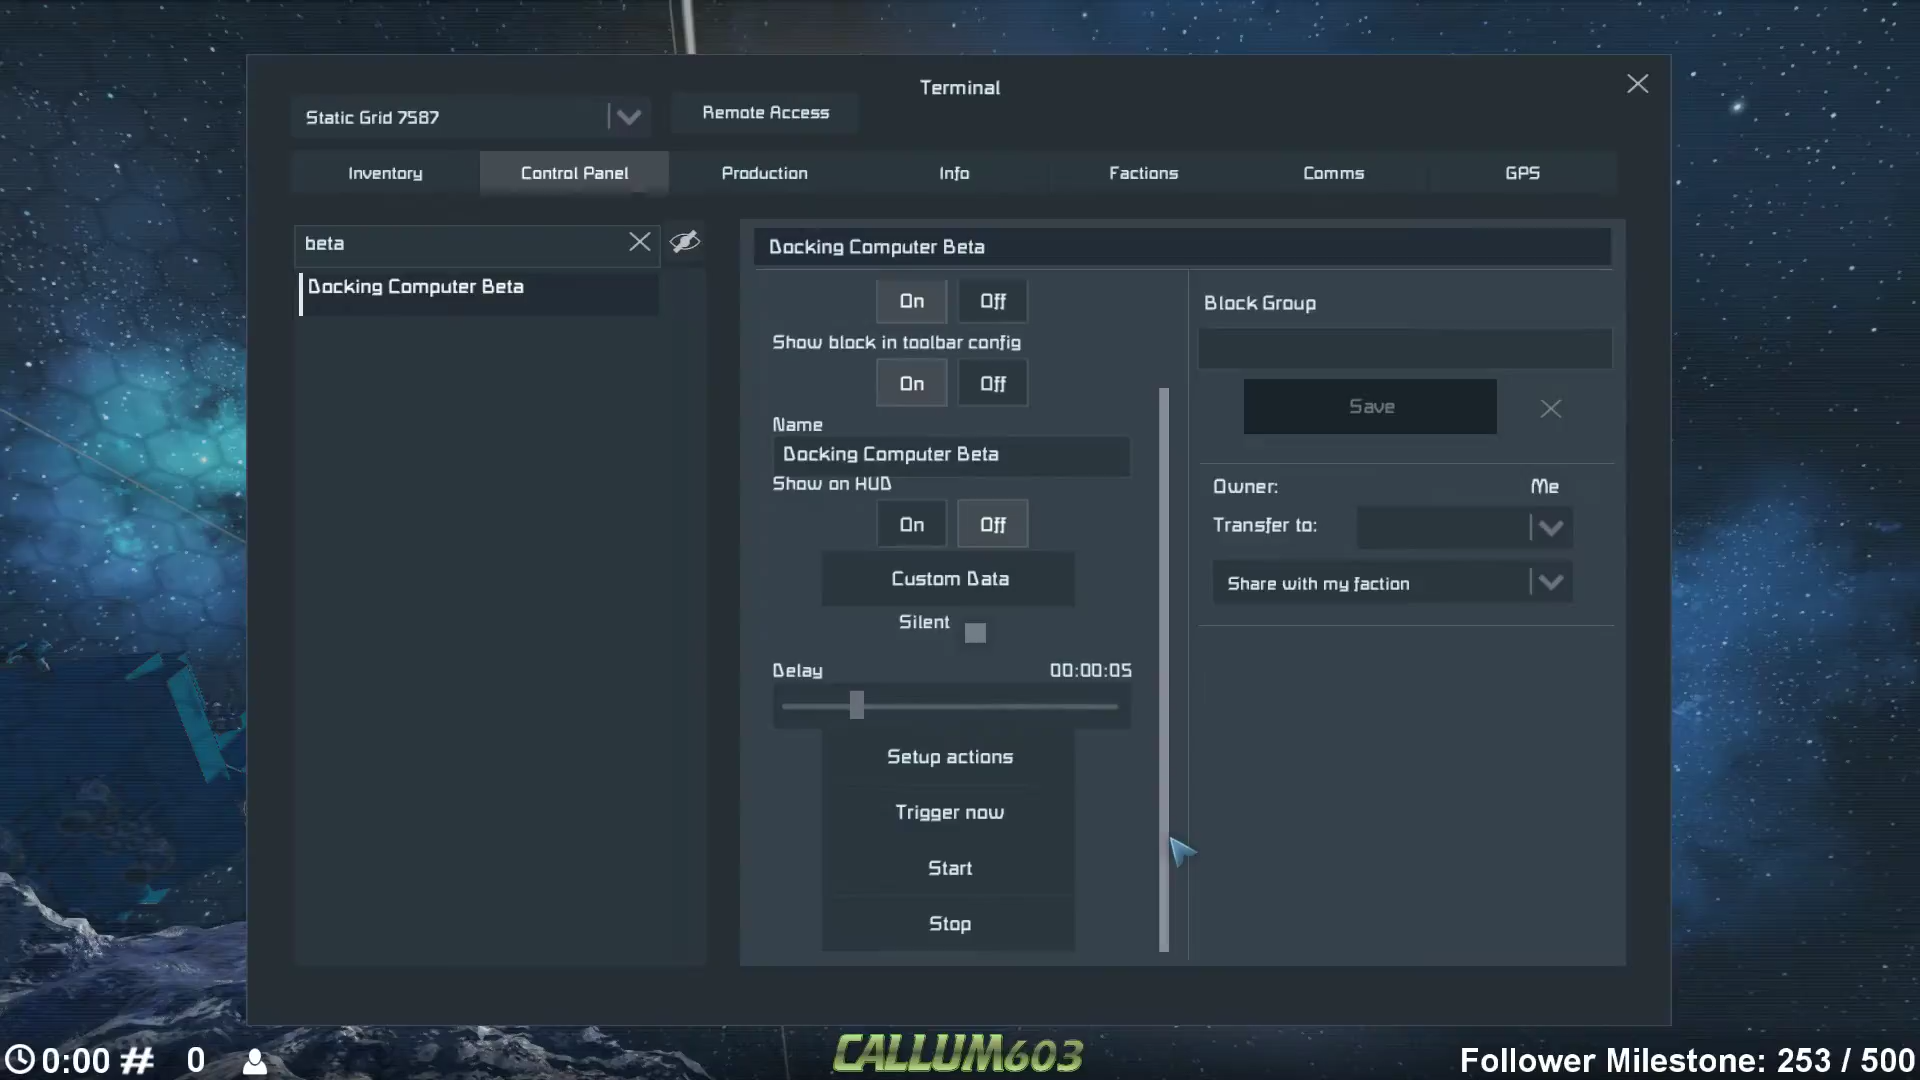 Terminal
Static Grid 7587
Remote Access
Inventory
Control Panel
Production
Info
Factions
Comms
GPS
beta
Docking Computer Beta
Docking Computer Beta
On
Off
Show block in toolbar config
On
Off
Name
Docking Computer Beta
Show on HUD
On
Off
Custom Data
Silent
Delay
00:00:05
Setup actions
Trigger now
Start
Stop
Block Group
Save
Owner:
Me
Transfer to:
Share with my faction
0:00 # 0
CALLUM603
Follower Milestone: 253 / 500